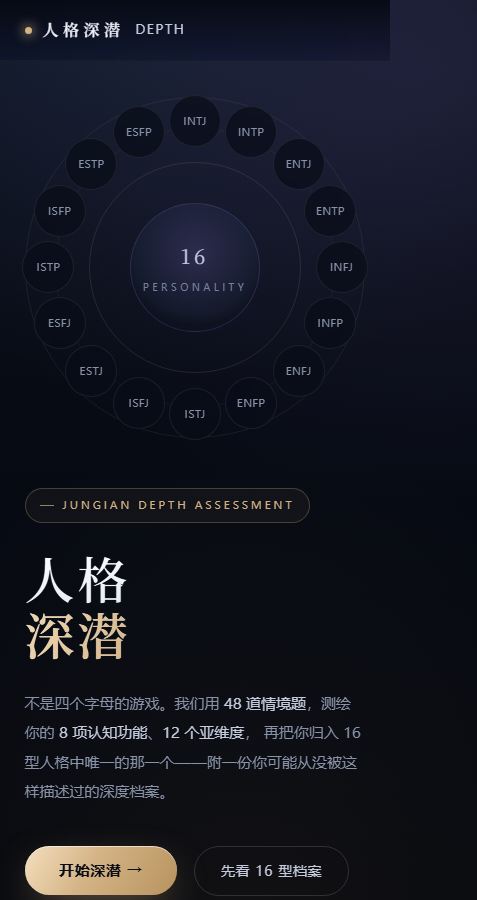 人格深潜 DEPTH
INTJ
INTP
ENTJ
ENTP
INFJ
INFP
ENFJ
ENFP
ISTJ
ISFJ
ESTJ
ESFJ
ISTP
ISFP
ESTP
ESFP
16
PERSONALITY
— JUNGIAN DEPTH ASSESSMENT
人格
深潜
不是四个字母的游戏。我们用 48 道情境题，测绘
你的 8 项认知功能、12 个亚维度， 再把你归入 16
型人格中唯一的那一个——附一份你可能从没被这
样描述过的深度档案。
开始深潜 →
先看 16 型档案